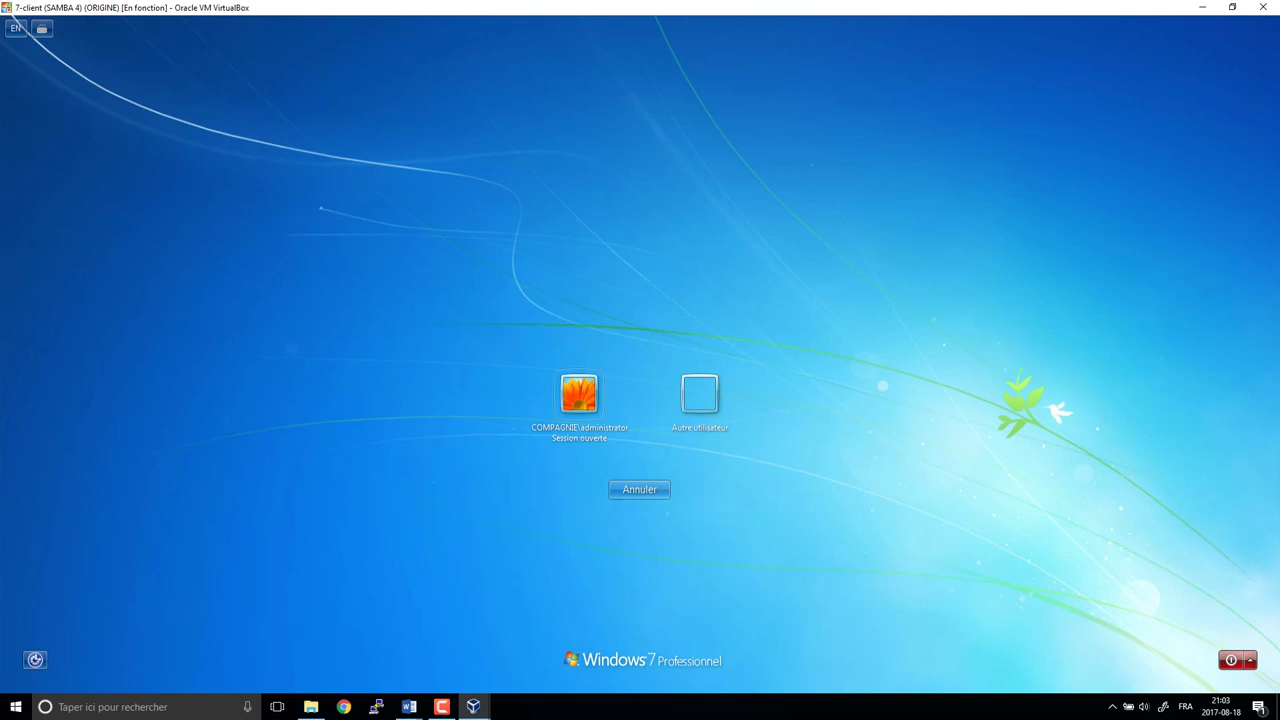 7-client (SAMBA 4) (ORIGINE) [En fonction] - Oracle VM VirtualBox
EN
COMPAGNIE\administrator
Session ouverte
Autre utilisateur
Annuler
Windows 7 Professionnel
Taper ici pour rechercher
FRA
21:03
2017-08-18
1